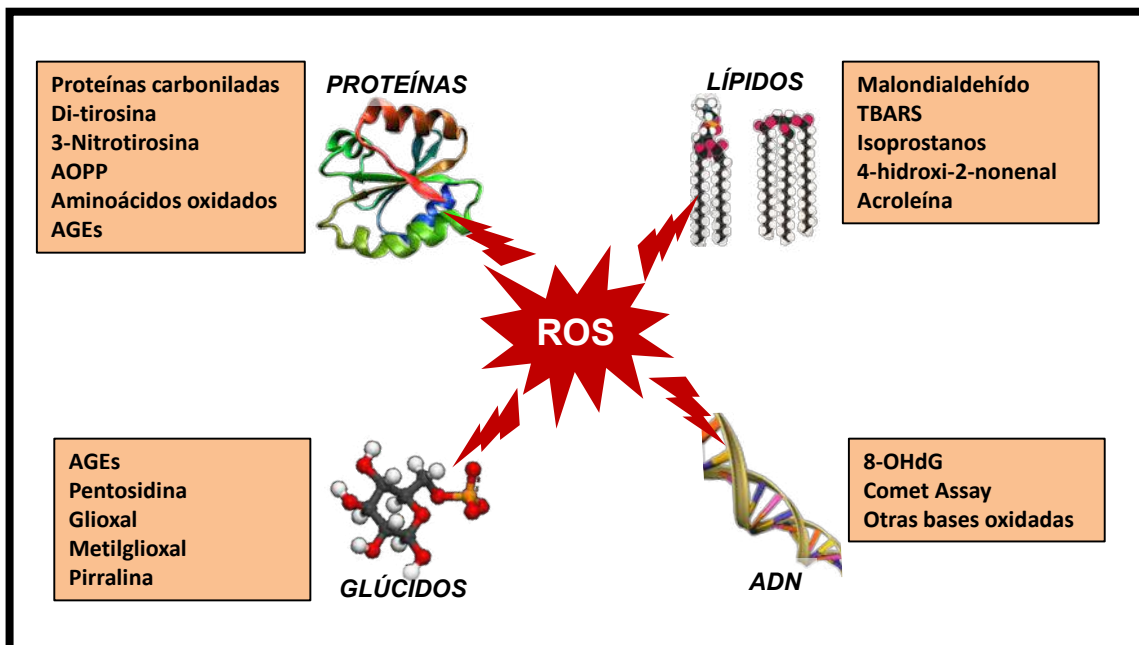 Proteínas carboniladas
Di-tirosina
3-Nitrotirosina
AOPP
Aminoácidos oxidados
AGEs
PROTEÍNAS
LÍPIDOS
Malondialdehído
TBARS
Isoprostanos
4-hidroxi-2-nonenal
Acroleína
ROS
AGEs
Pentosidina
Glioxal
Metilglioxal
Pirralina
GLÚCIDOS
ADN
8-OHdG
Comet Assay
Otras bases oxidadas